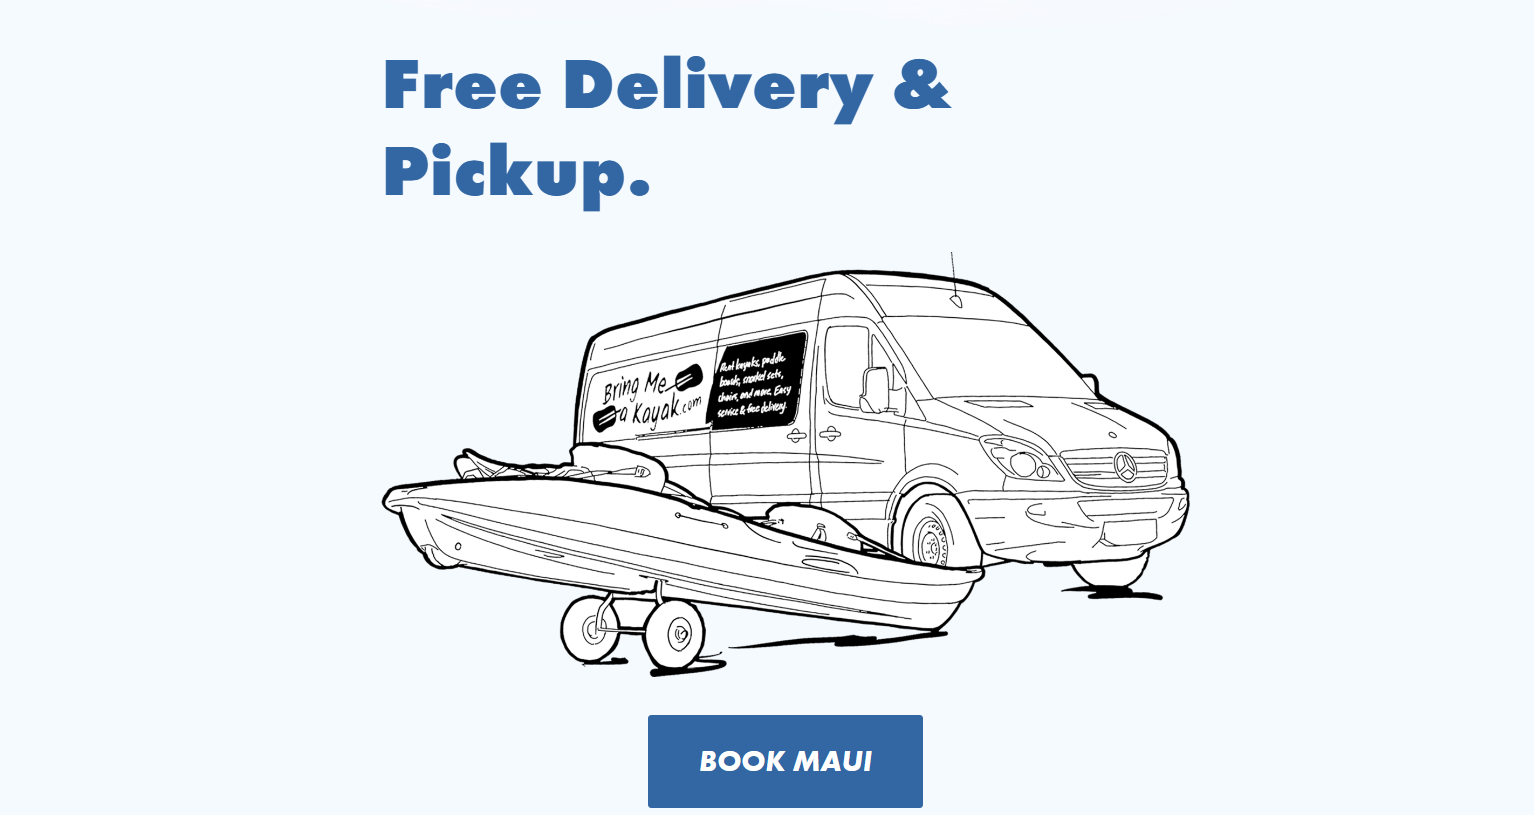 Free Delivery &
Pickup.
Bring Me
a Kayak.com
Rent kayaks, paddle
boards, snorkel sets,
chairs, and more. Easy
service & free delivery.
BOOK MAUI